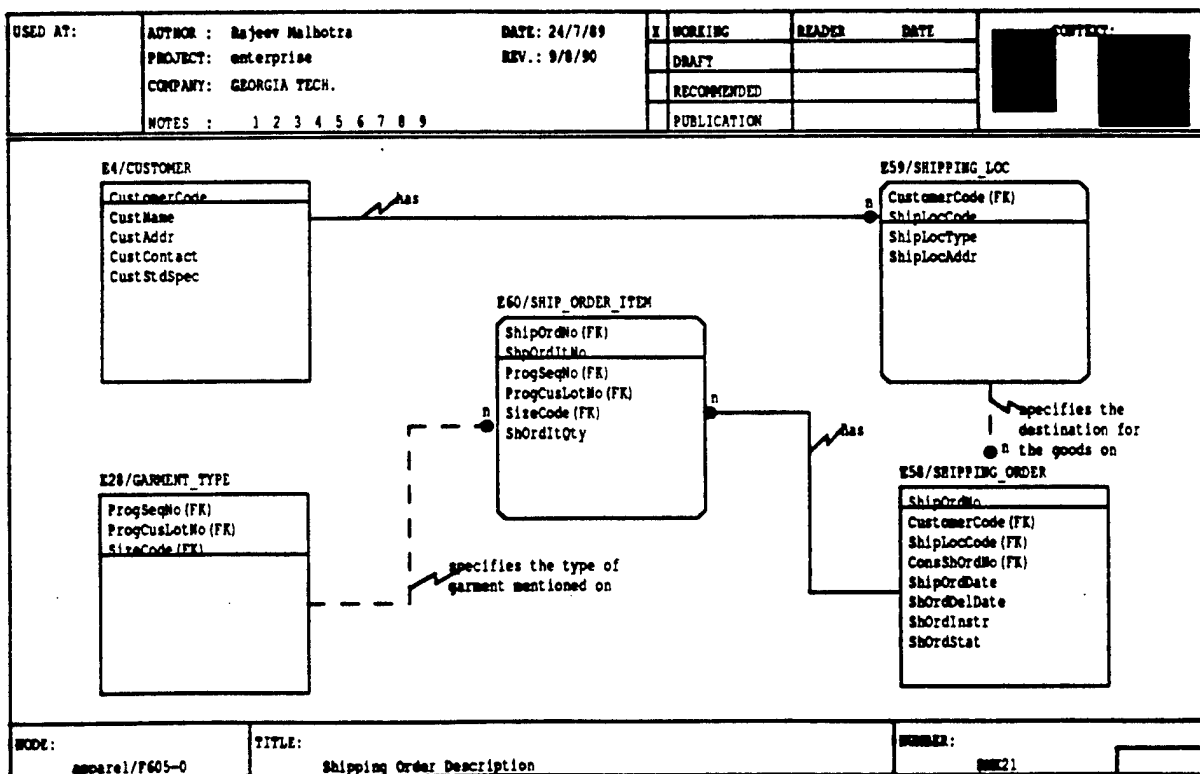 USED AT:
AUTHOR : Rajeev Malhotra
DATE: 24/7/89
PROJECT: enterprise
REV.: 9/8/90
COMPANY: GEORGIA TECH.
NOTES : 1 2 3 4 5 6 7 8 9
X WORKING
DRAFT
RECOMMENDED
PUBLICATION
READER DATE
CONTEXT:
E4/CUSTOMER
CustomerCode
CustName
CustAddr
CustContact
CustStdSpec
has
n
E59/SHIPPING_LOC
CustomerCode(FK)
ShipLocCode
ShipLocType
ShipLocAddr
E60/SHIP_ORDER_ITEM
ShipOrdNo(FK)
ShpOrdItNo
ProgSeqNo(FK)
ProgCusLotNo(FK)
SizeCode(FK)
ShOrdItQty
n
n
has
specifies the
destination for
n the goods on
E28/GARMENT_TYPE
ProgSeqNo(FK)
ProgCusLotNo(FK)
SizeCode(FK)
specifies the type of
garment mentioned on
E58/SHIPPING_ORDER
ShipOrdNo
CustomerCode(FK)
ShipLocCode(FK)
ConsShOrdNo(FK)
ShipOrdDate
ShOrdDelDate
ShOrdInstr
ShOrdStat
NODE:
apparel/F605-0
TITLE:
Shipping Order Description
NUMBER: